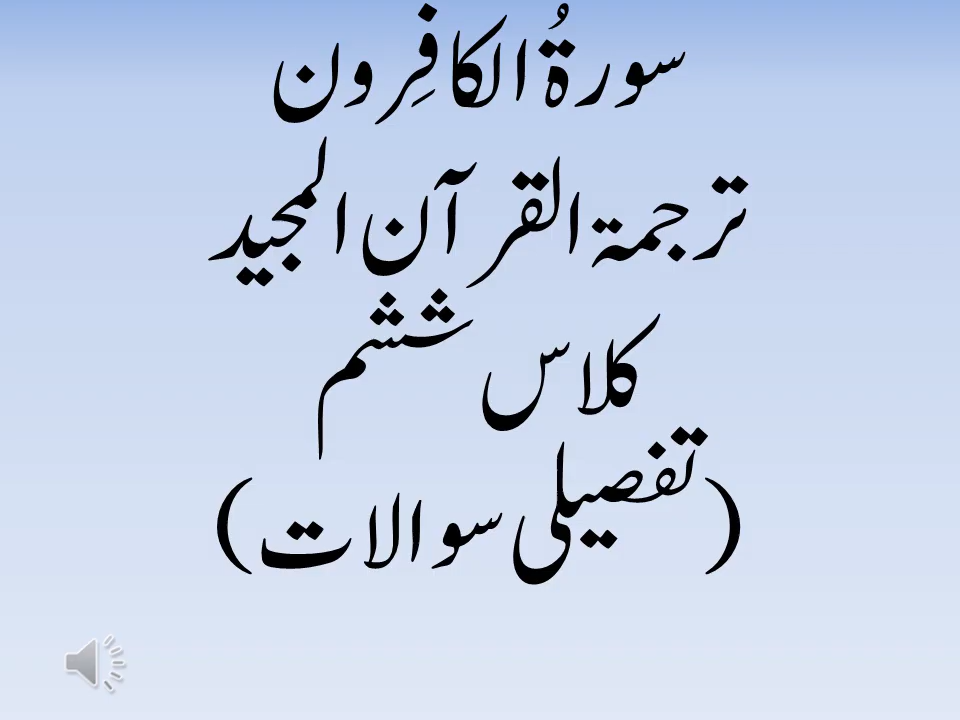 سورۃُ الکافِرون
ترجمۃ القرآن المجید
کلاس ششم
(تفصیلی سوالات)